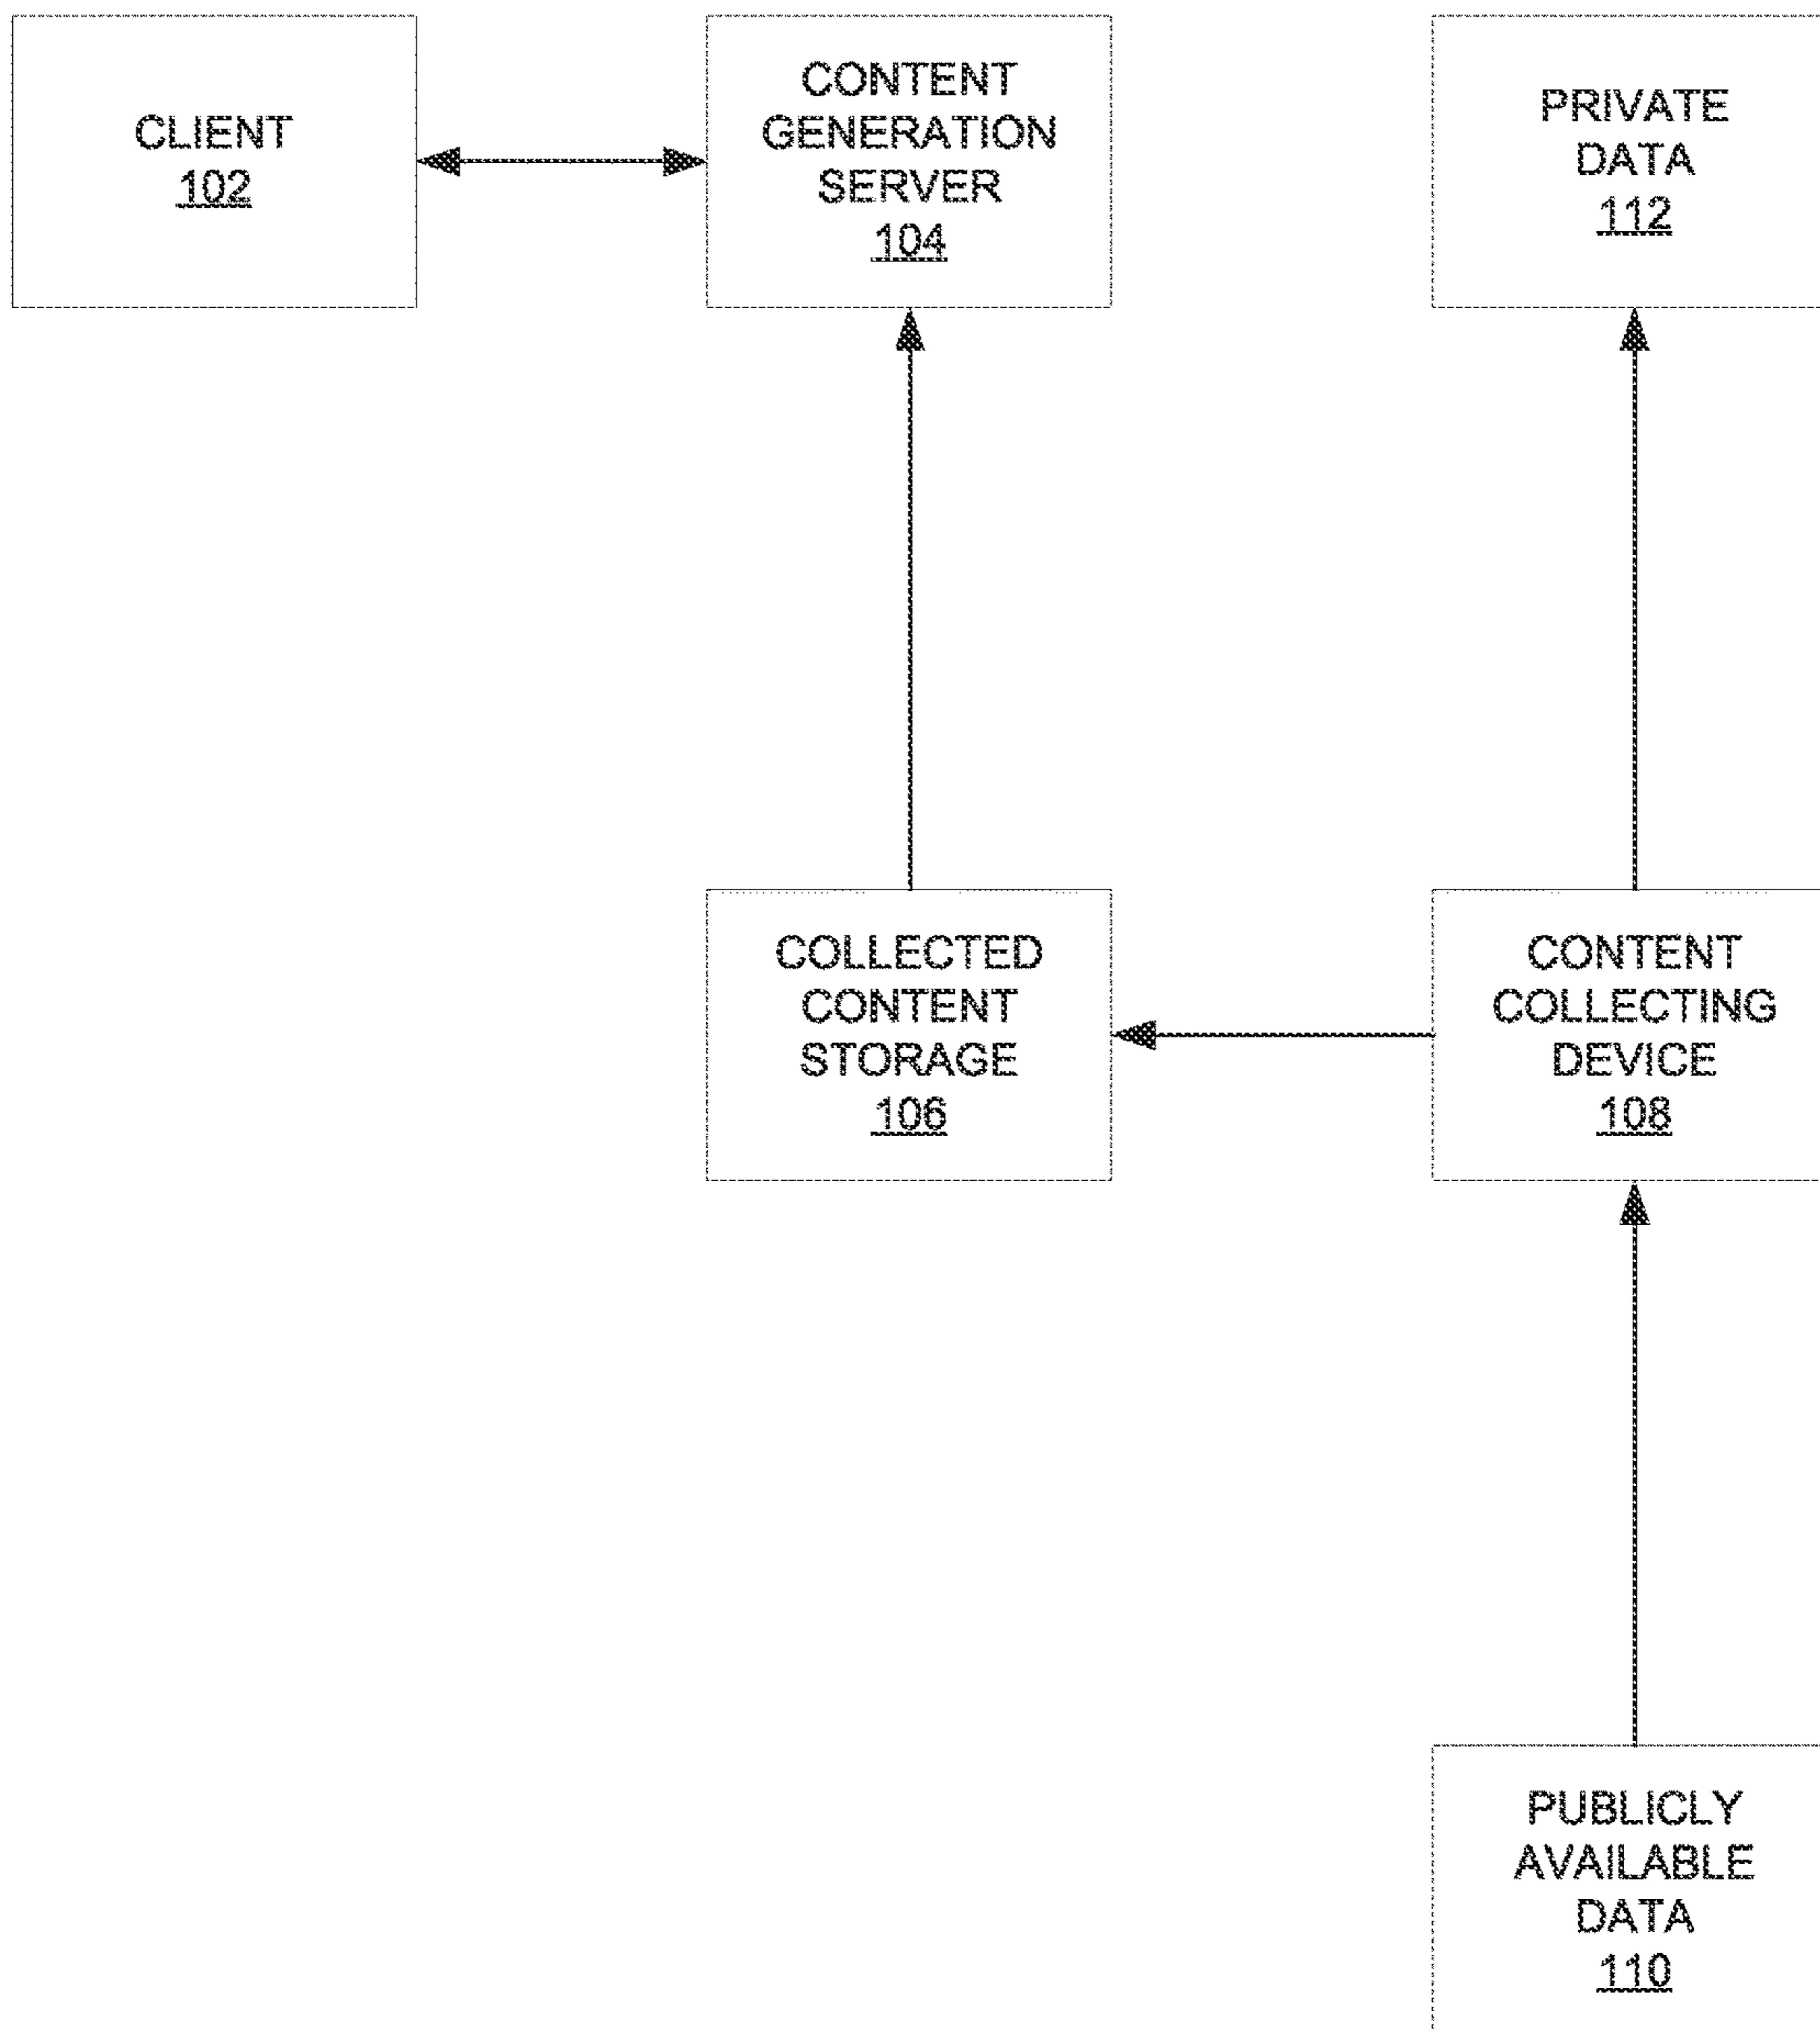 CLIENT
102
CONTENT
GENERATION
SERVER
104
PRIVATE
DATA
112
COLLECTED
CONTENT
STORAGE
106
CONTENT
COLLECTING
DEVICE
108
PUBLICLY
AVAILABLE
DATA
110